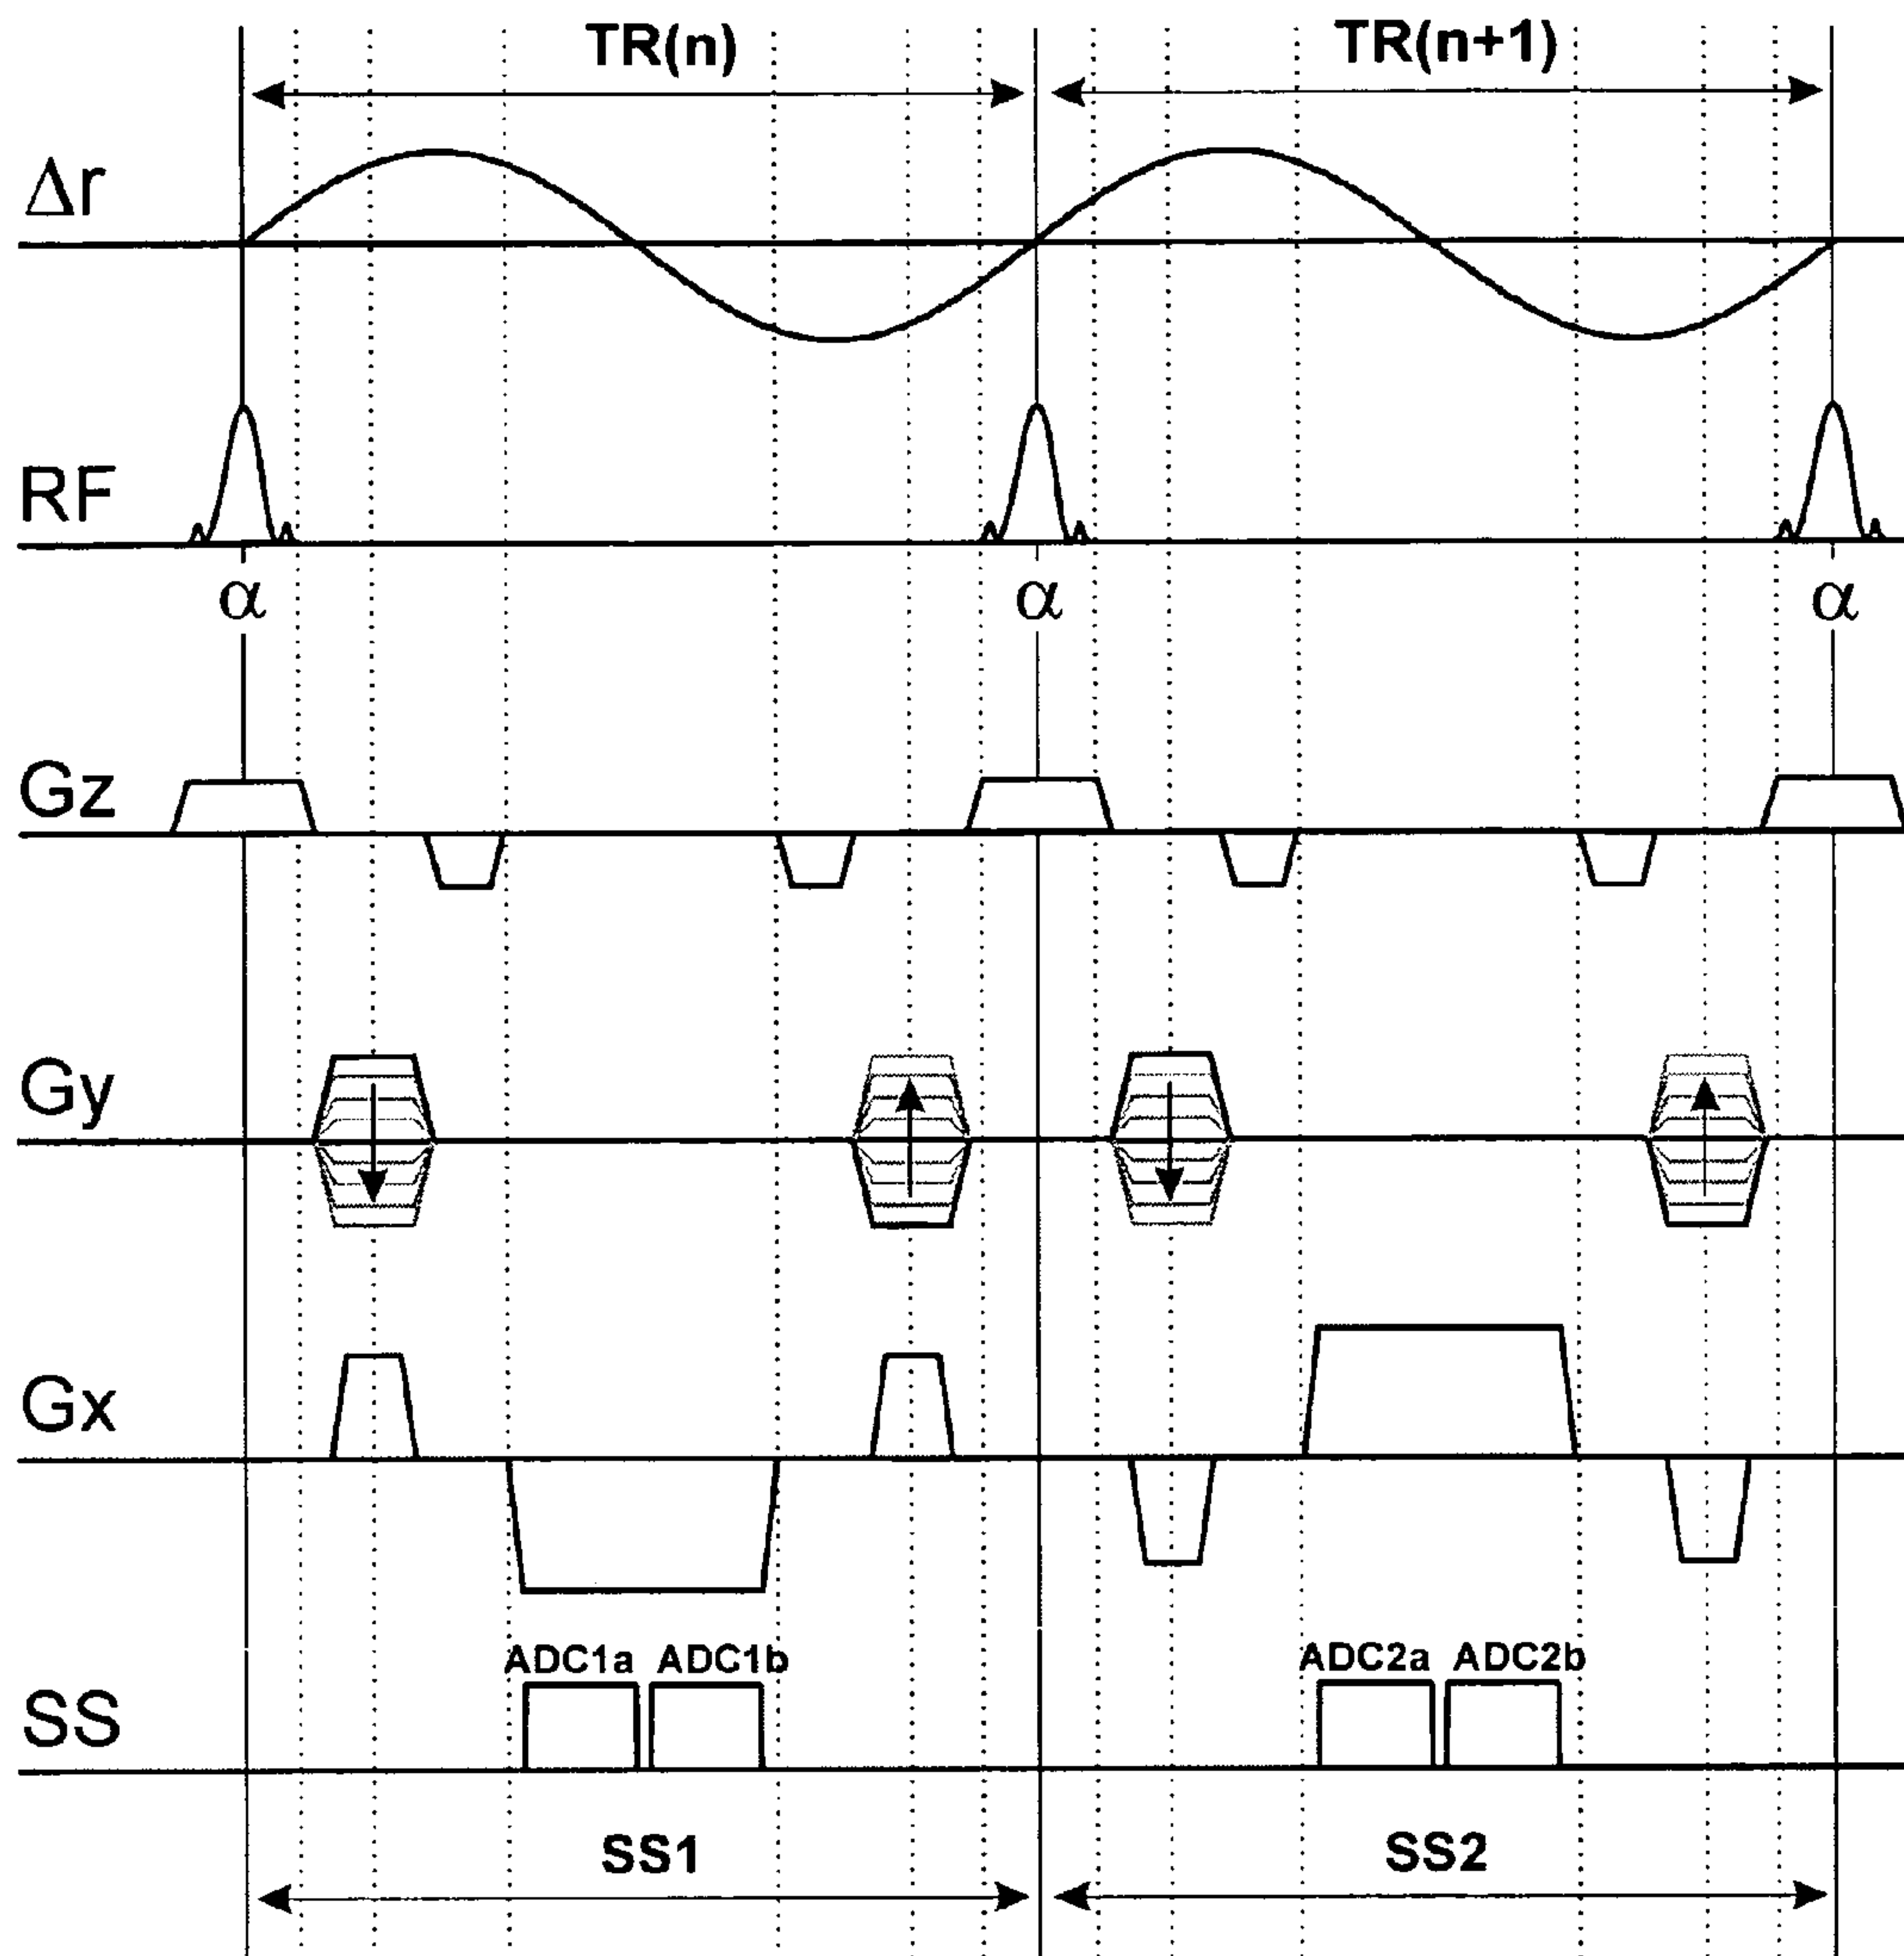 TR(n) TR(n+1)
Δr
RF
α α α
Gz
Gy
Gx
ADC1a ADC1b ADC2a ADC2b
SS
SS1 SS2